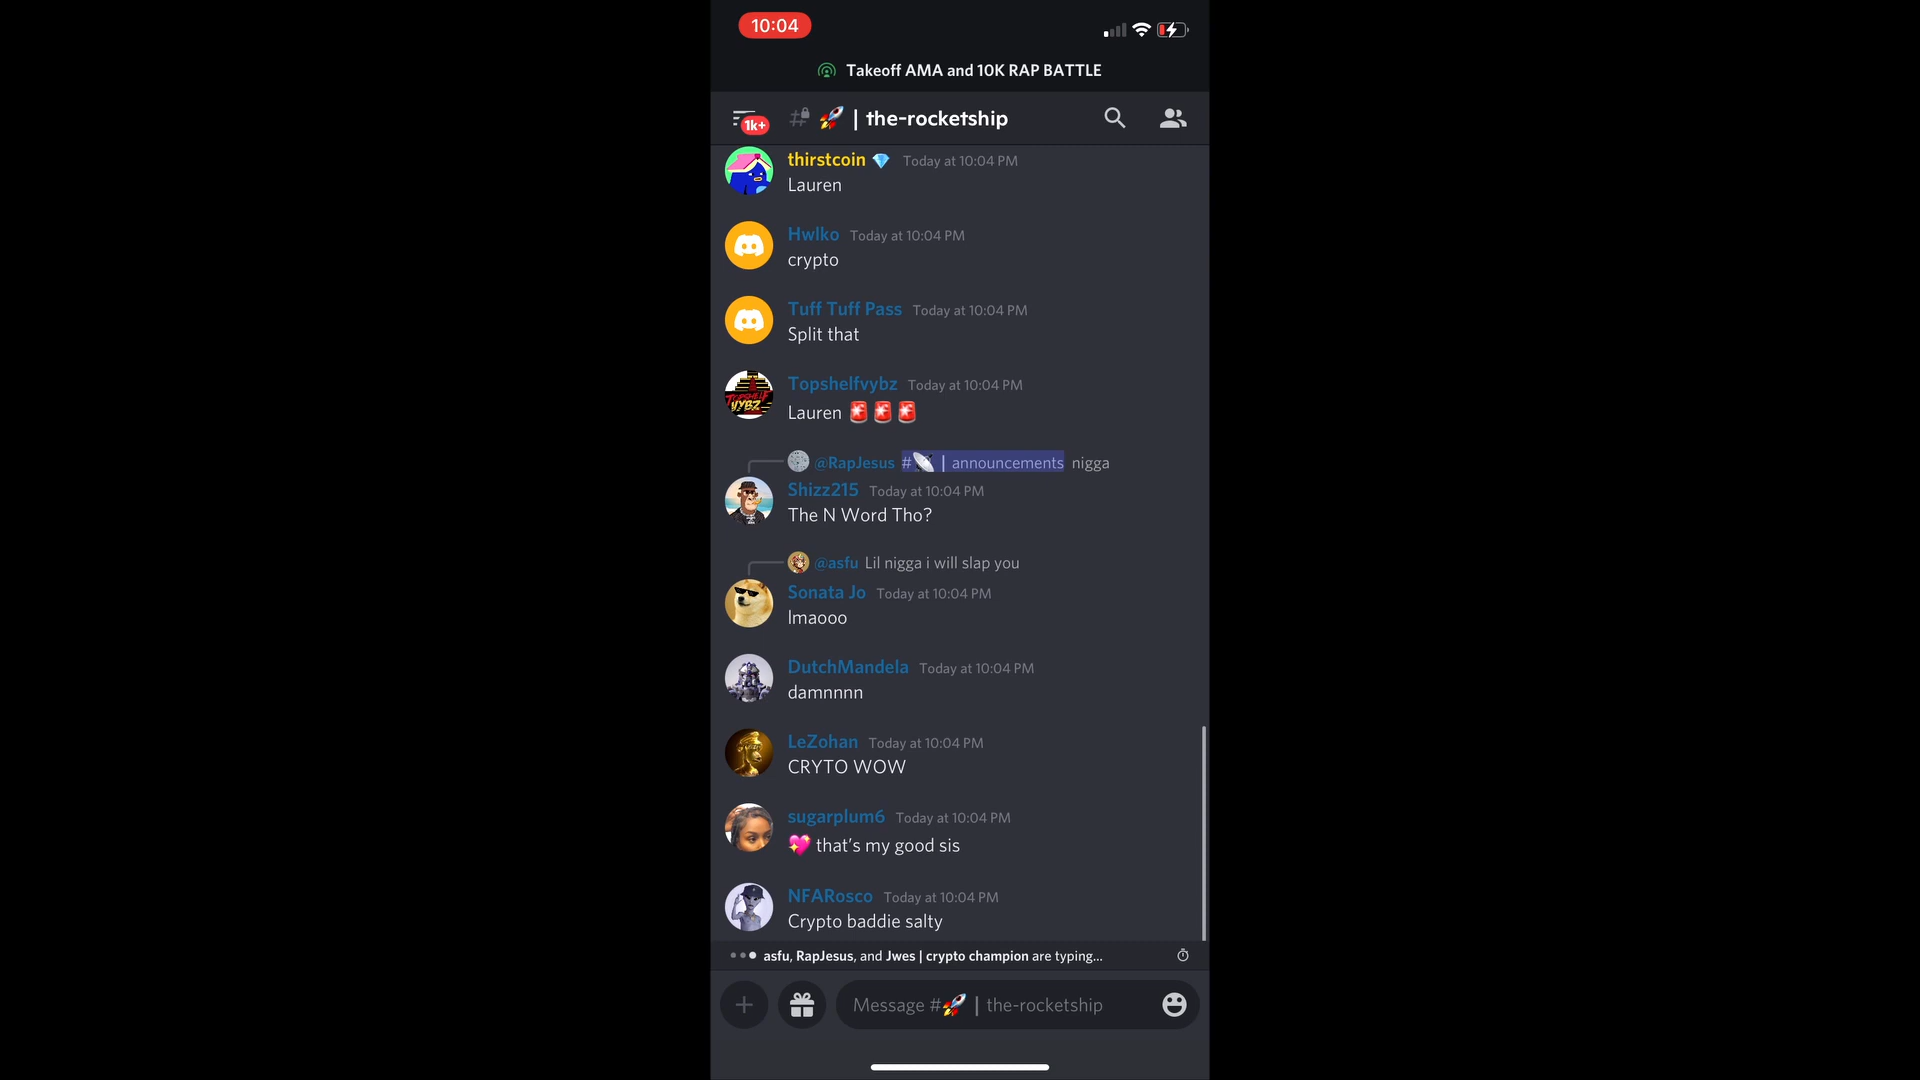 10:04
Takeoff AMA and 10K RAP BATTLE
1k+
# 🚀 | the-rocketship
thirstcoin 💎 Today at 10:04 PM
Lauren
Hwlko Today at 10:04 PM
crypto
Tuff Tuff Pass Today at 10:04 PM
Split that
TOPSHELF
VYBZ
Topshelfvybz Today at 10:04 PM
Lauren 🚨🚨🚨
@RapJesus #📡 | announcements nigga
Shizz215 Today at 10:04 PM
The N Word Tho?
@asfu Lil nigga i will slap you
Sonata Jo Today at 10:04 PM
lmaooo
DutchMandela Today at 10:04 PM
damnnnn
LeZohan Today at 10:04 PM
CRYTO WOW
sugarplum6 Today at 10:04 PM
💖 that's my good sis
NFARosco Today at 10:04 PM
Crypto baddie salty
asfu, RapJesus, and Jwes | crypto champion are typing...
Message #🚀 | the-rocketship